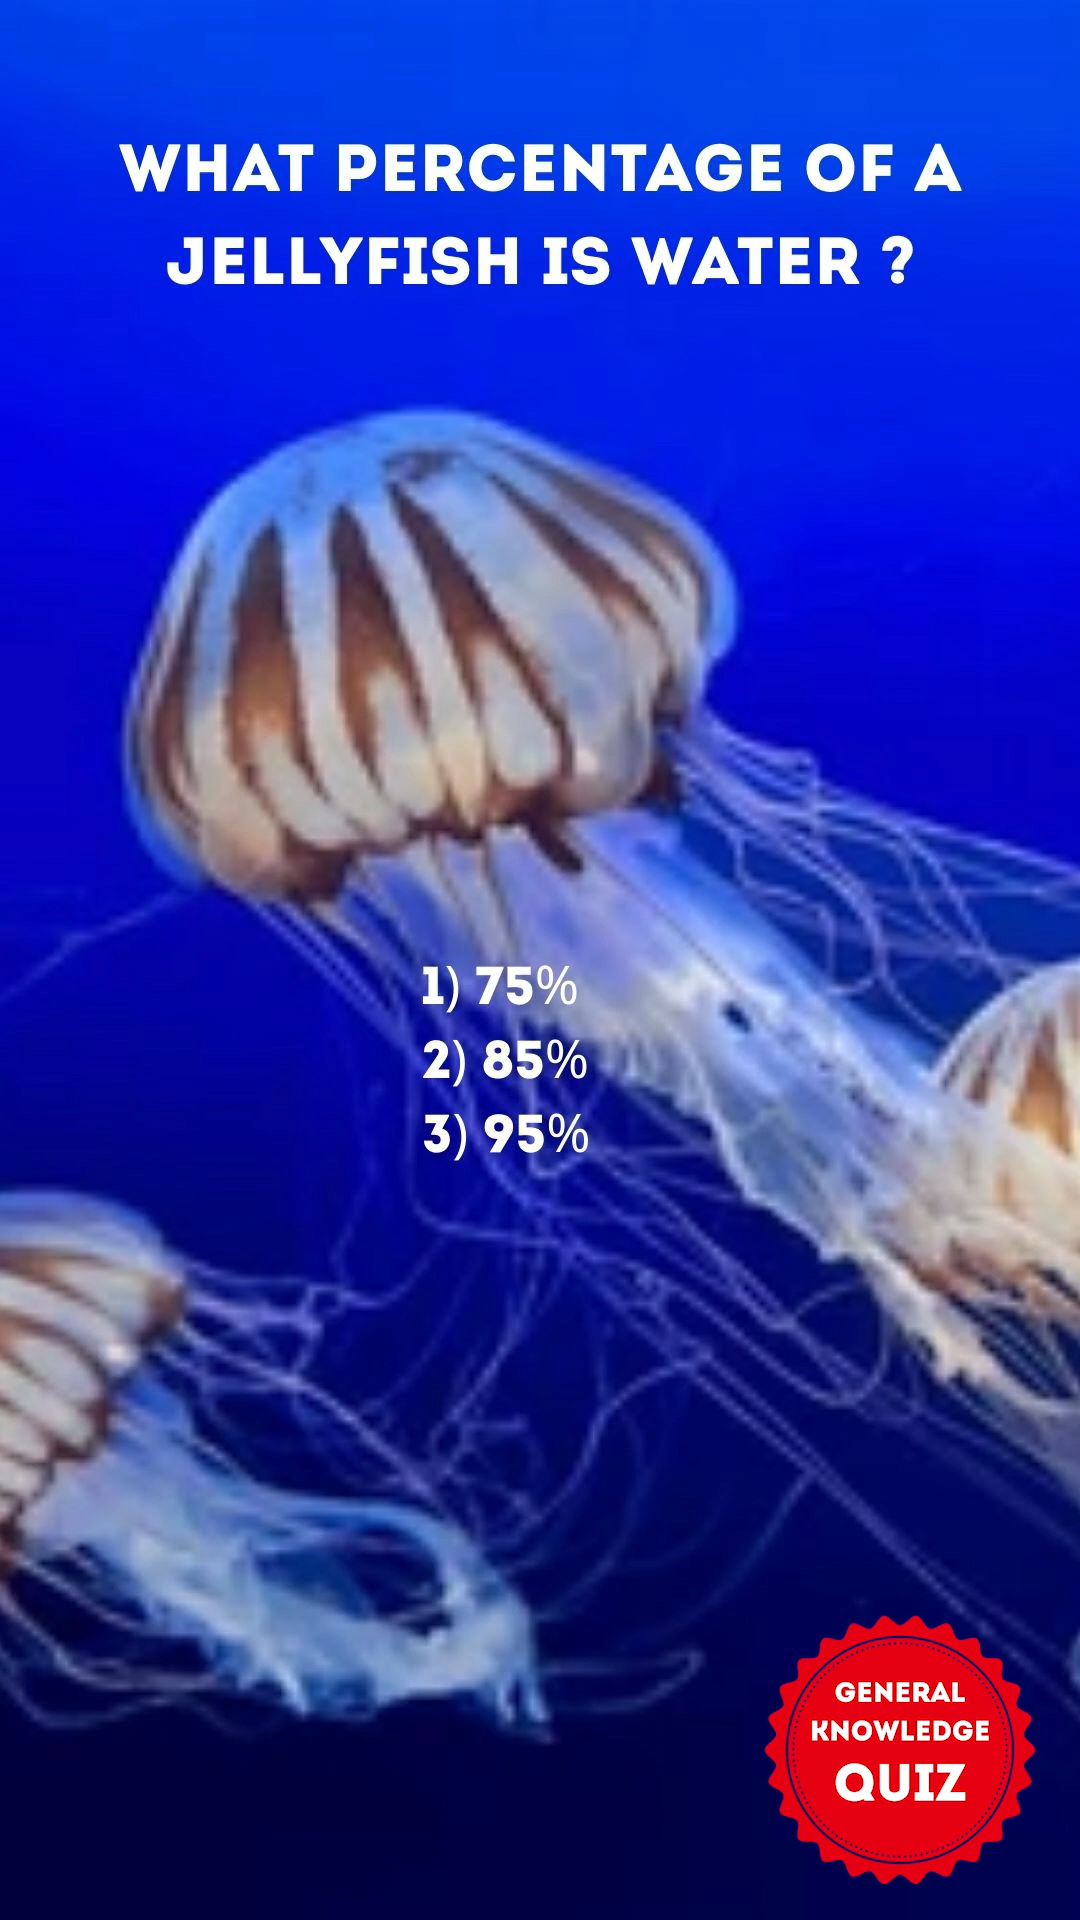 WHAT PERCENTAGE OF A
JELLYFISH IS WATER ?
1) 75%
2) 85%
3) 95%
GENERAL
KNOWLEDGE
QUIZ